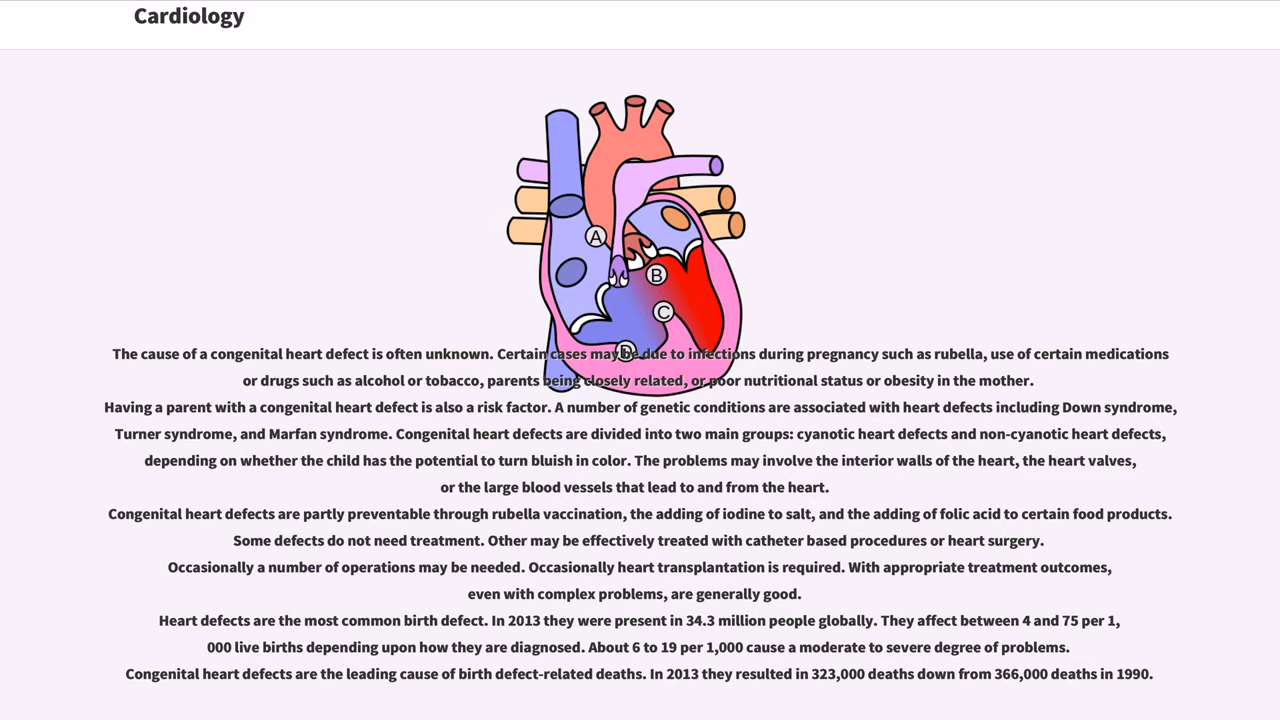 Cardiology
A
B
C
D
The cause of a congenital heart defect is often unknown. Certain cases may be due to infections during pregnancy such as rubella, use of certain medications
or drugs such as alcohol or tobacco, parents being closely related, or poor nutritional status or obesity in the mother.
Having a parent with a congenital heart defect is also a risk factor. A number of genetic conditions are associated with heart defects including Down syndrome,
Turner syndrome, and Marfan syndrome. Congenital heart defects are divided into two main groups: cyanotic heart defects and non-cyanotic heart defects,
depending on whether the child has the potential to turn bluish in color. The problems may involve the interior walls of the heart, the heart valves,
or the large blood vessels that lead to and from the heart.
Congenital heart defects are partly preventable through rubella vaccination, the adding of iodine to salt, and the adding of folic acid to certain food products.
Some defects do not need treatment. Other may be effectively treated with catheter based procedures or heart surgery.
Occasionally a number of operations may be needed. Occasionally heart transplantation is required. With appropriate treatment outcomes,
even with complex problems, are generally good.
Heart defects are the most common birth defect. In 2013 they were present in 34.3 million people globally. They affect between 4 and 75 per 1,
000 live births depending upon how they are diagnosed. About 6 to 19 per 1,000 cause a moderate to severe degree of problems.
Congenital heart defects are the leading cause of birth defect-related deaths. In 2013 they resulted in 323,000 deaths down from 366,000 deaths in 1990.